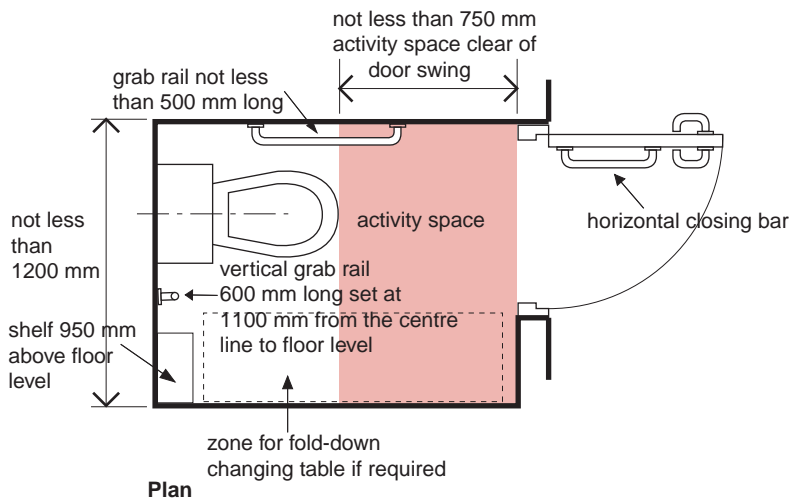 not less than 750 mm
activity space clear of
door swing
grab rail not less
than 500 mm long
not less
than
1200 mm
activity space
horizontal closing bar
vertical grab rail
600 mm long set at
1100 mm from the centre
line to floor level
shelf 950 mm
above floor
level
zone for fold-down
changing table if required
Plan